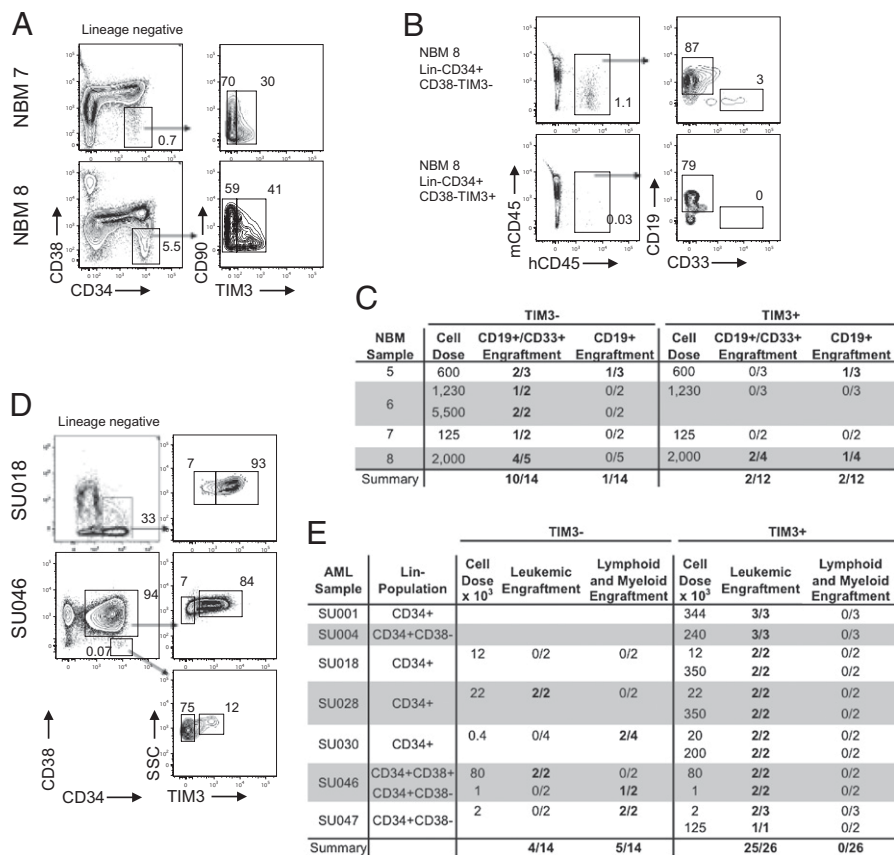 A
Lineage negative
NBM 7
70
30
0.7
NBM 8
59
41
5.5
CD38
CD34
CD90
TIM3
B
NBM 8
Lin-CD34+
CD38-TIM3-
1.1
87
3
NBM 8
Lin-CD34+
CD38-TIM3+
0.03
79
0
mCD45
hCD45
CD19
CD33
C
TIM3- TIM3+
NBM Sample Cell Dose CD19+/CD33+ Engraftment CD19+ Engraftment Cell Dose CD19+/CD33+ Engraftment CD19+ Engraftment
5 600 2/3 1/3 600 0/3 1/3
6 1,230 1/2 0/2 1,230 0/3 0/3
5,500 2/2 0/2
7 125 1/2 0/2 125 0/2 0/2
8 2,000 4/5 0/5 2,000 2/4 1/4
Summary 10/14 1/14 2/12 2/12
D
Lineage negative
SU018
33
7
93
SU046
94
0.07
7
84
75
12
CD38
CD34
SSC
TIM3
E
TIM3- TIM3+
AML Sample Lin- Population Cell Dose x 10³ Leukemic Engraftment Lymphoid and Myeloid Engraftment Cell Dose x 10³ Leukemic Engraftment Lymphoid and Myeloid Engraftment
SU001 CD34+ 344 3/3 0/3
SU004 CD34+CD38- 240 3/3 0/3
SU018 CD34+ 12 0/2 0/2 12 2/2 0/2
350 2/2 0/2
SU028 CD34+ 22 2/2 0/2 22 2/2 0/2
350 2/2 0/2
SU030 CD34+ 0.4 0/4 2/4 20 2/2 0/2
200 2/2 0/2
SU046 CD34+CD38+ 80 2/2 0/2 80 2/2 0/2
CD34+CD38- 1 0/2 1/2 1 2/2 0/2
SU047 CD34+CD38- 2 0/2 2/2 2 2/3 0/3
125 1/1 0/2
Summary 4/14 5/14 25/26 0/26